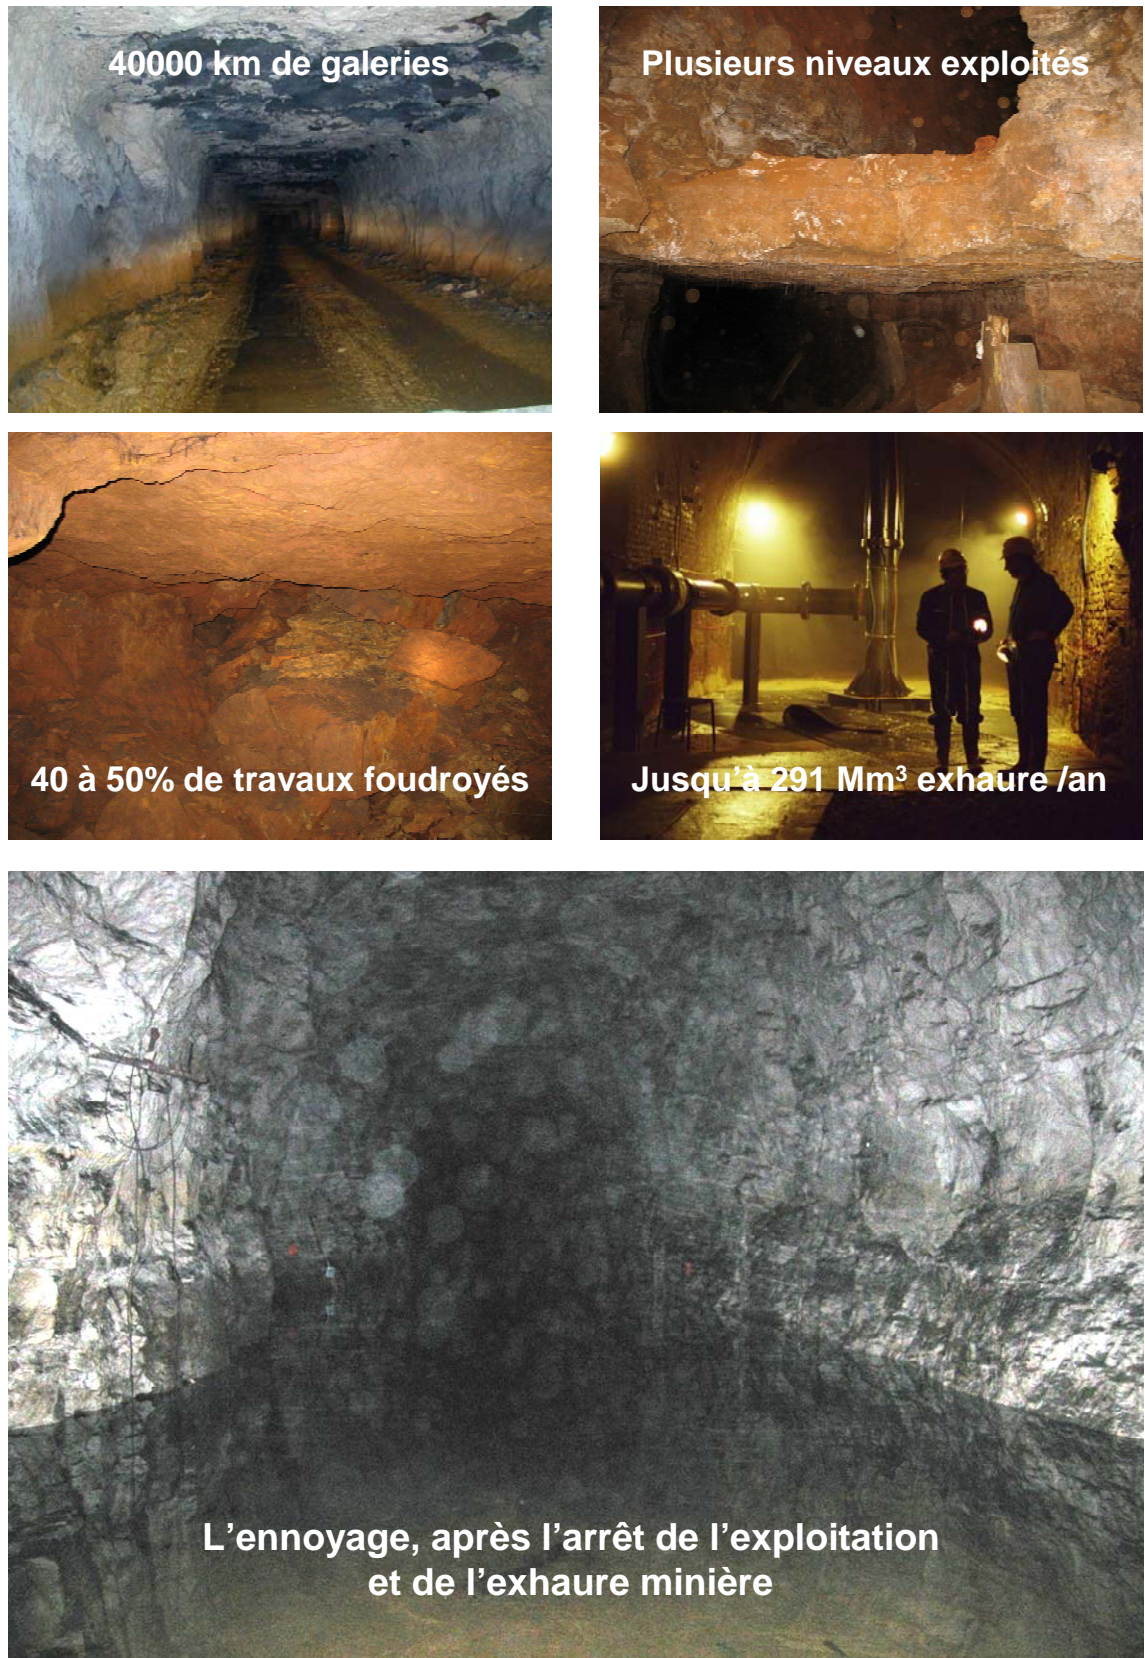 40000 km de galeries
Plusieurs niveaux exploités
40 à 50% de travaux foudroyés
Jusqu’à 291 Mm³ exhaure /an
L’ennoyage, après l’arrêt de l’exploitation
et de l’exhaure minière